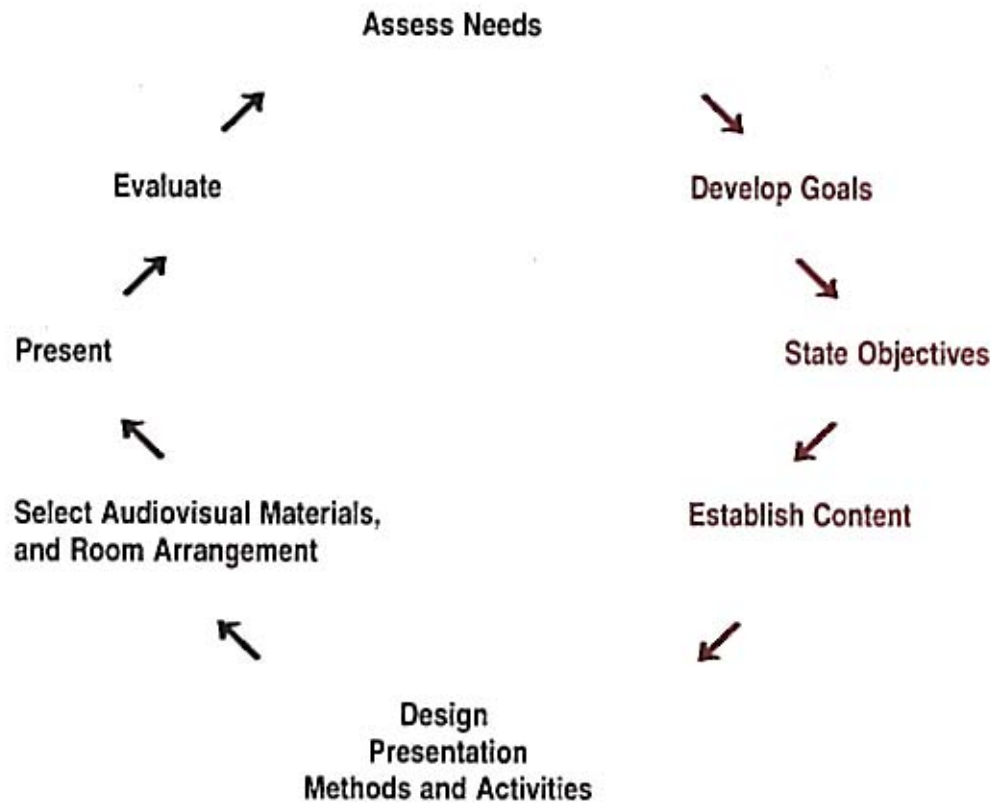 Assess Needs
Evaluate
Develop Goals
Present
State Objectives
Select Audiovisual Materials,
and Room Arrangement
Establish Content
Design
Presentation
Methods and Activities